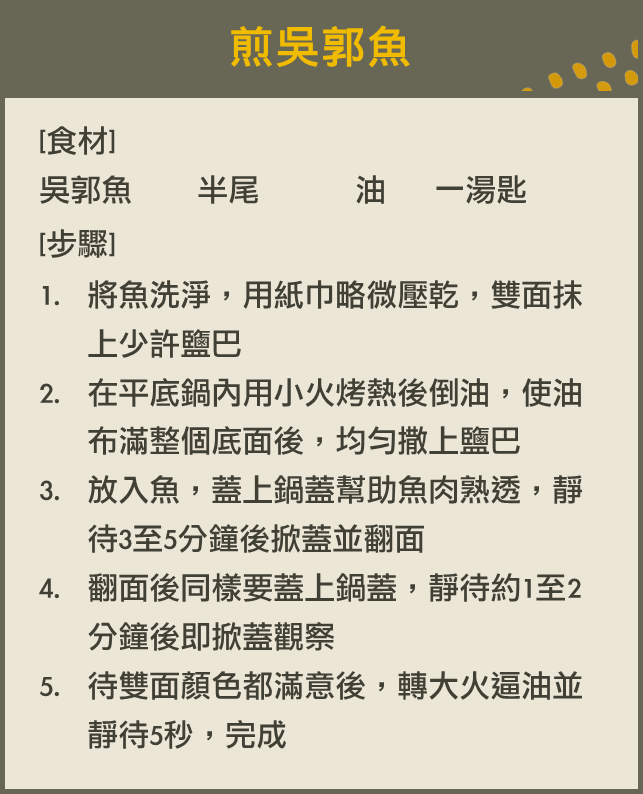 煎吳郭魚
[食材]
吳郭魚 半尾 油 一湯匙
[步驟]
1. 將魚洗淨，用紙巾略微壓乾，雙面抹
上少許鹽巴
2. 在平底鍋內用小火烤熱後倒油，使油
布滿整個底面後，均勻撒上鹽巴
3. 放入魚，蓋上鍋蓋幫助魚肉熟透，靜
待3至5分鐘後掀蓋並翻面
4. 翻面後同樣要蓋上鍋蓋，靜待約1至2
分鐘後即掀蓋觀察
5. 待雙面顏色都滿意後，轉大火逼油並
靜待5秒，完成